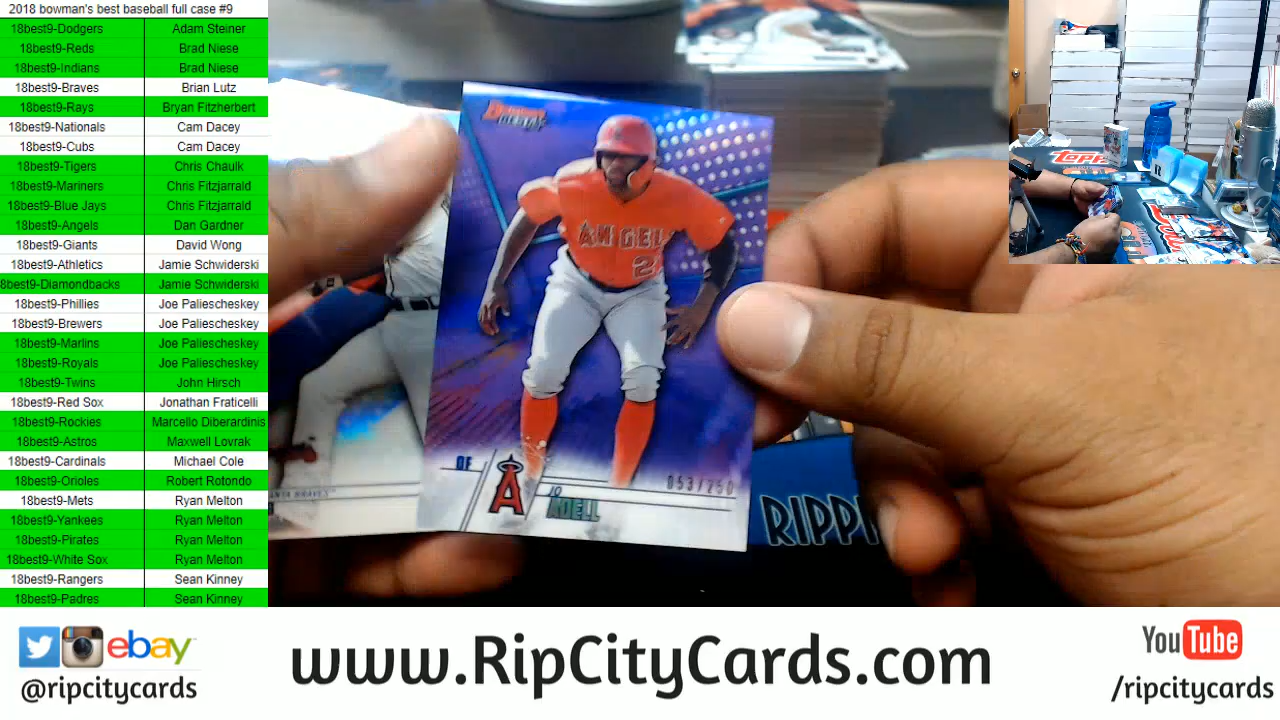 2018 bowman's best baseball full case #9
18best9-Dodgers Adam Steiner
18best9-Reds Brad Niese
18best9-Indians Brad Niese
18best9-Braves Brian Lutz
18best9-Rays Bryan Fitzherbert
18best9-Nationals Cam Dacey
18best9-Cubs Cam Dacey
18best9-Tigers Chris Chaulk
18best9-Mariners Chris Fitzjarrald
18best9-Blue Jays Chris Fitzjarrald
18best9-Angels Dan Gardner
18best9-Giants David Wong
18best9-Athletics Jamie Schwiderski
8best9-Diamondbacks Jamie Schwiderski
18best9-Phillies Joe Paliescheskey
18best9-Brewers Joe Paliescheskey
18best9-Marlins Joe Paliescheskey
18best9-Royals Joe Paliescheskey
18best9-Twins John Hirsch
18best9-Red Sox Jonathan Fraticelli
18best9-Rockies Marcello Diberardinis
18best9-Astros Maxwell Lovrak
18best9-Cardinals Michael Cole
18best9-Orioles Robert Rotondo
18best9-Mets Ryan Melton
18best9-Yankees Ryan Melton
18best9-Pirates Ryan Melton
18best9-White Sox Ryan Melton
18best9-Rangers Sean Kinney
18best9-Padres Sean Kinney
ANGEL
2
OF
A
JO
ADELL
053/250
RIPP
Topps
ebay
@ripcitycards
www.RipCityCards.com
YouTube
/ripcitycards